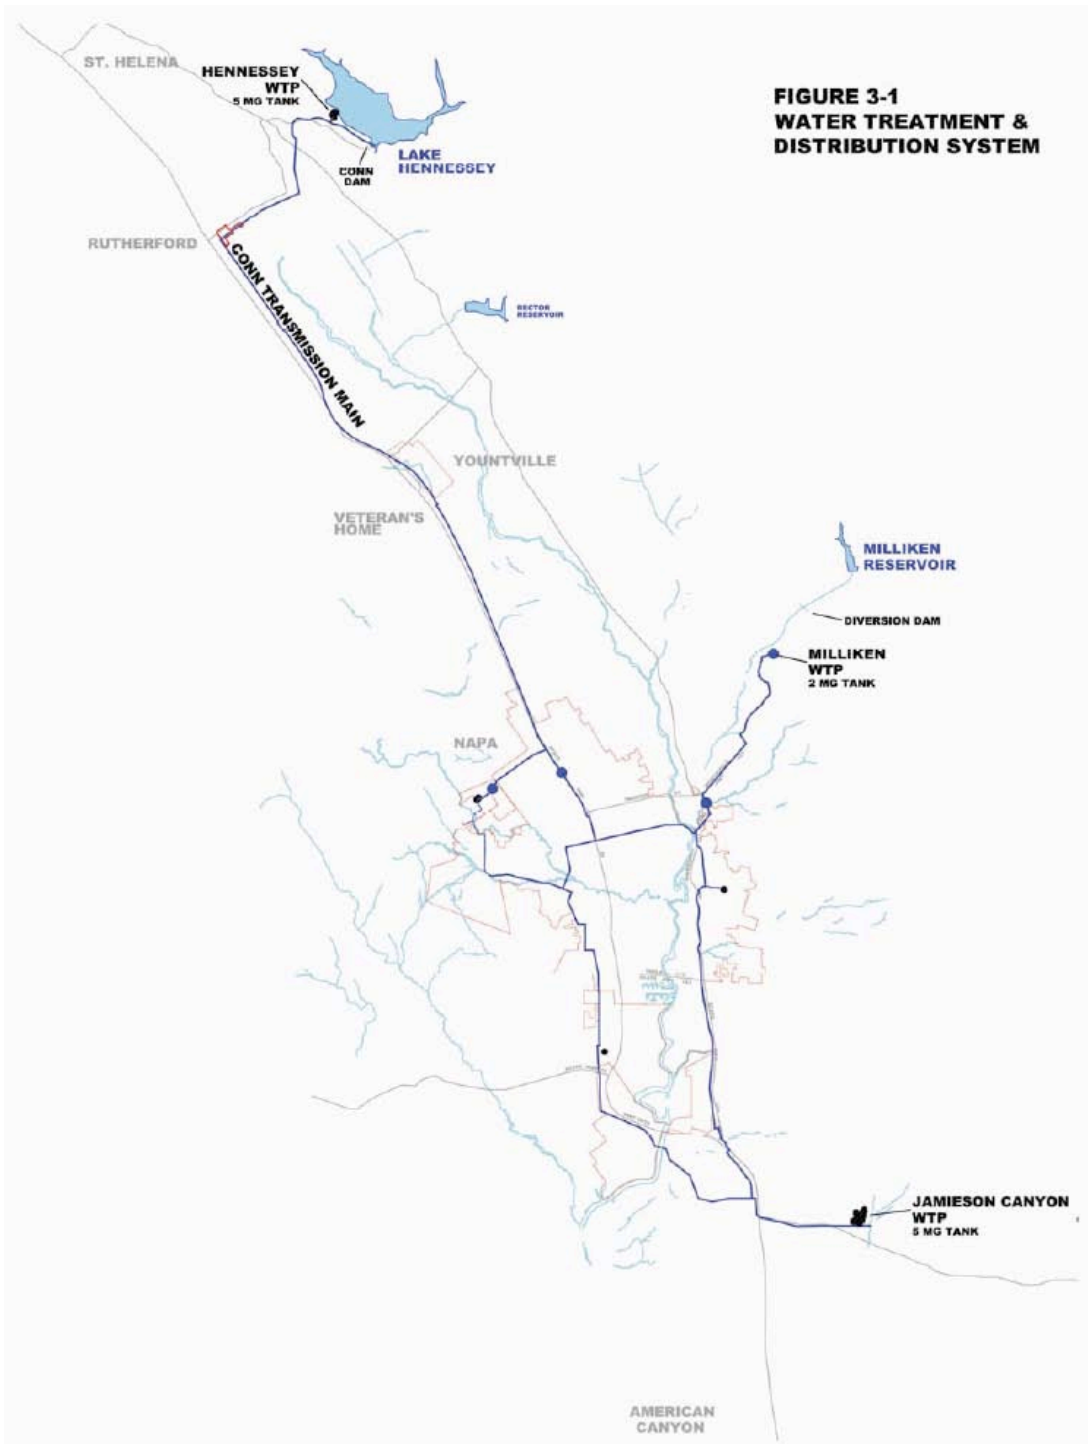 ST. HELENA
HENNESSEY
WTP
5 MG TANK
FIGURE 3-1
WATER TREATMENT &
DISTRIBUTION SYSTEM
LAKE
HENNESSEY
CONN
DAM
RUTHERFORD
CONN TRANSMISSION MAIN
RECTOR
RESERVOIR
YOUNTVILLE
VETERAN'S
HOME
MILLIKEN
RESERVOIR
DIVERSION DAM
MILLIKEN
WTP
2 MG TANK
NAPA
JAMIESON CANYON
WTP
5 MG TANK
AMERICAN
CANYON